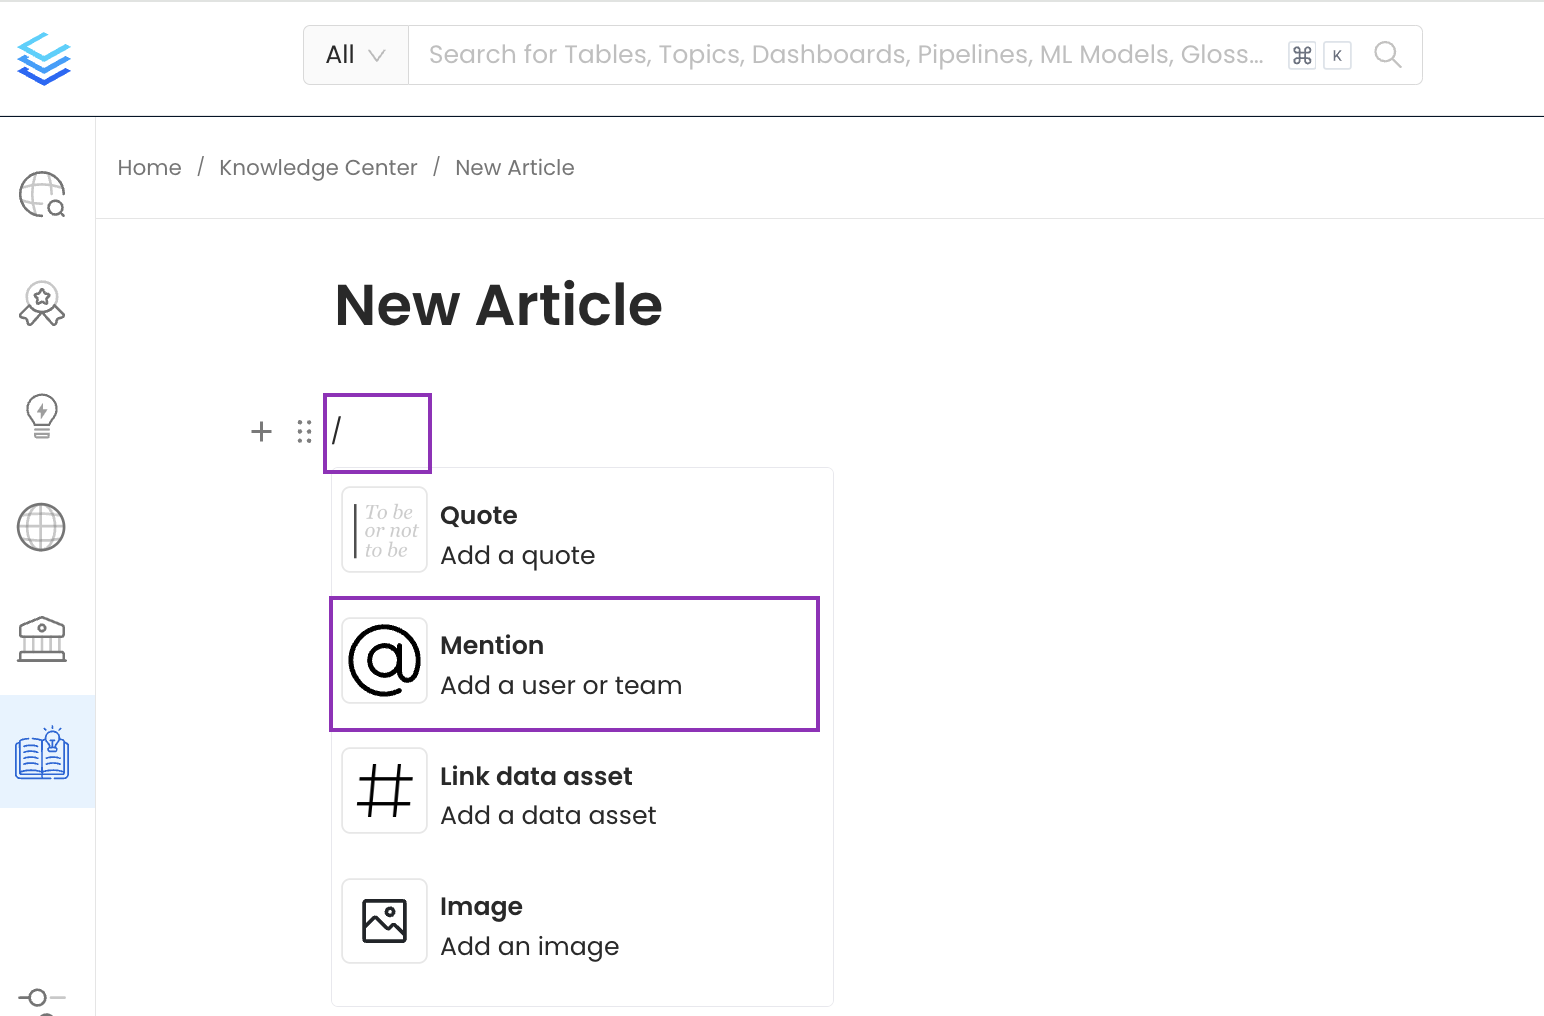 All Search for Tables, Topics, Dashboards, Pipelines, ML Models, Gloss... ⌘ K
Home / Knowledge Center / New Article
New Article
/
To be
or not
to be
Quote
Add a quote
Mention
Add a user or team
Link data asset
Add a data asset
Image
Add an image